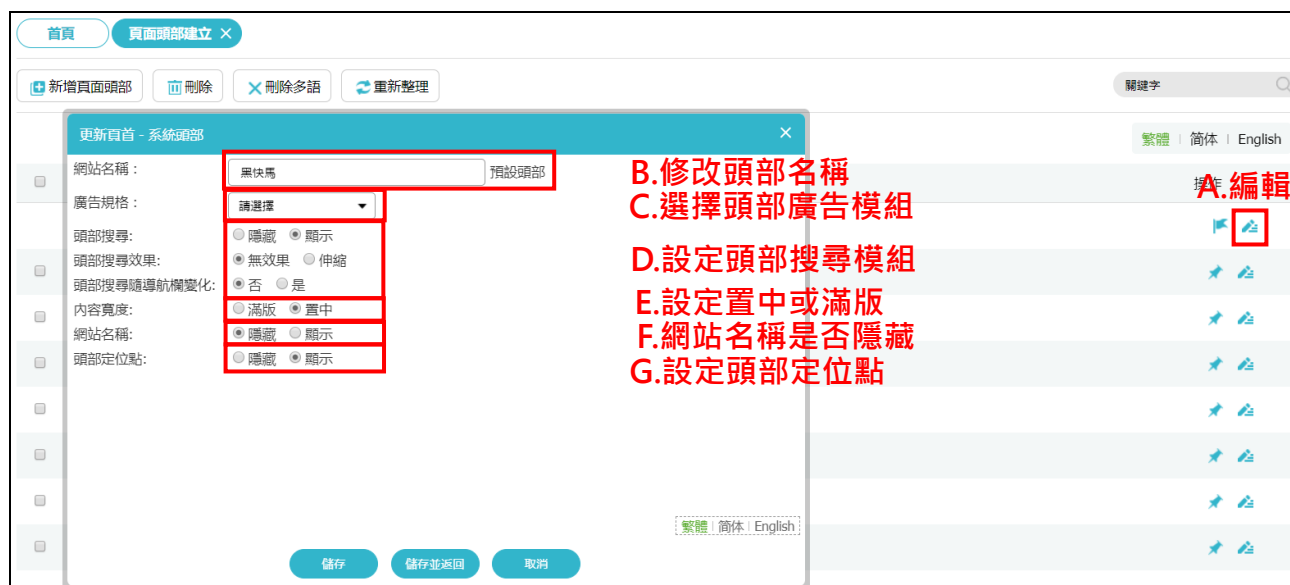 首頁 頁面頭部建立 ×
新增頁面頭部 刪除 刪除多語 重新整理 關鍵字
更新頁首 - 系統頭部 ×
繁體 简体 English
網站名稱： 黑快馬 預設頭部 B.修改頭部名稱
操作 A.編輯
廣告規格： 請選擇 C.選擇頭部廣告模組
頭部搜尋: 隱藏 顯示
頭部搜尋效果: 無效果 伸縮 D.設定頭部搜尋模組
頭部搜尋隨導航欄變化: 否 是
內容寬度: 滿版 置中 E.設定置中或滿版
網站名稱: 隱藏 顯示 F.網站名稱是否隱藏
頭部定位點: 隱藏 顯示 G.設定頭部定位點
繁體 简体 English
儲存 儲存並返回 取消